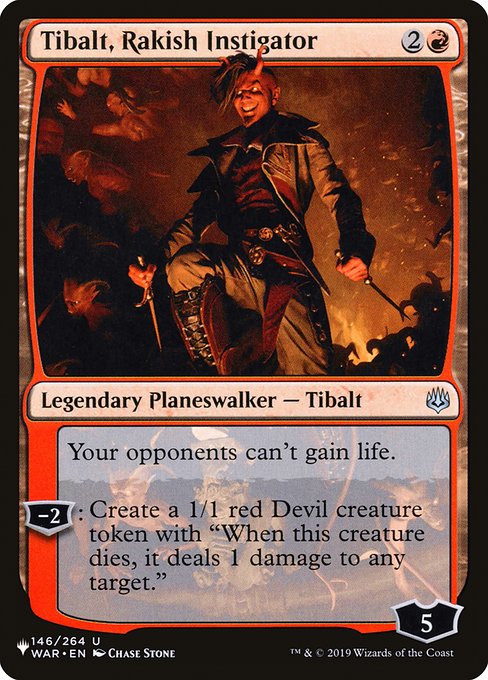 Tibalt, Rakish Instigator 2
Legendary Planeswalker — Tibalt
Your opponents can't gain life.
-2: Create a 1/1 red Devil creature
token with “When this creature
dies, it deals 1 damage to any
target.”
5
146/264 U
WAR • EN Chase Stone
™ & © 2019 Wizards of the Coast